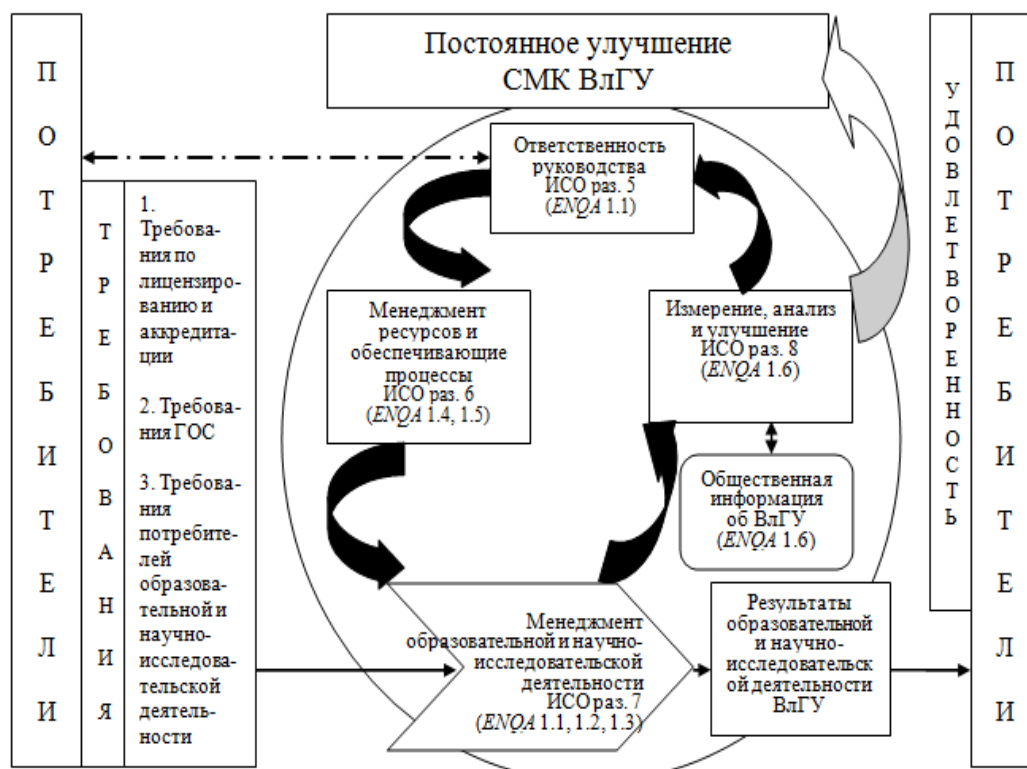 ПОТРЕБИТЕЛИ
ТРЕБОВАНИЯ
1.
Требова-
ния по
лицензиро-
ванию и
аккредита-
ции
2. Требова-
ния ГОС
3. Требова-
ния
потребите-
лей
образова-
тельной и
научно-
исследова-
тельской
деятель-
ности
Постоянное улучшение
СМК ВлГУ
Ответственность
руководства
ИСО раз. 5
(ENQA 1.1)
Менеджмент
ресурсов и
обеспечивающие
процессы
ИСО раз. 6
(ENQA 1.4, 1.5)
Измерение, анализ
и улучшение
ИСО раз. 8
(ENQA 1.6)
Общественная
информация
об ВлГУ
(ENQA 1.6)
Менеджмент
образовательной и научно-
исследовательской
деятельности
ИСО раз. 7
(ENQA 1.1, 1.2, 1.3)
Результаты
образовательной
и научно-
исследовательск
ой деятельности
ВлГУ
УДОВЛЕТВОРЕННОСТЬ
ПОТРЕБИТЕЛИ